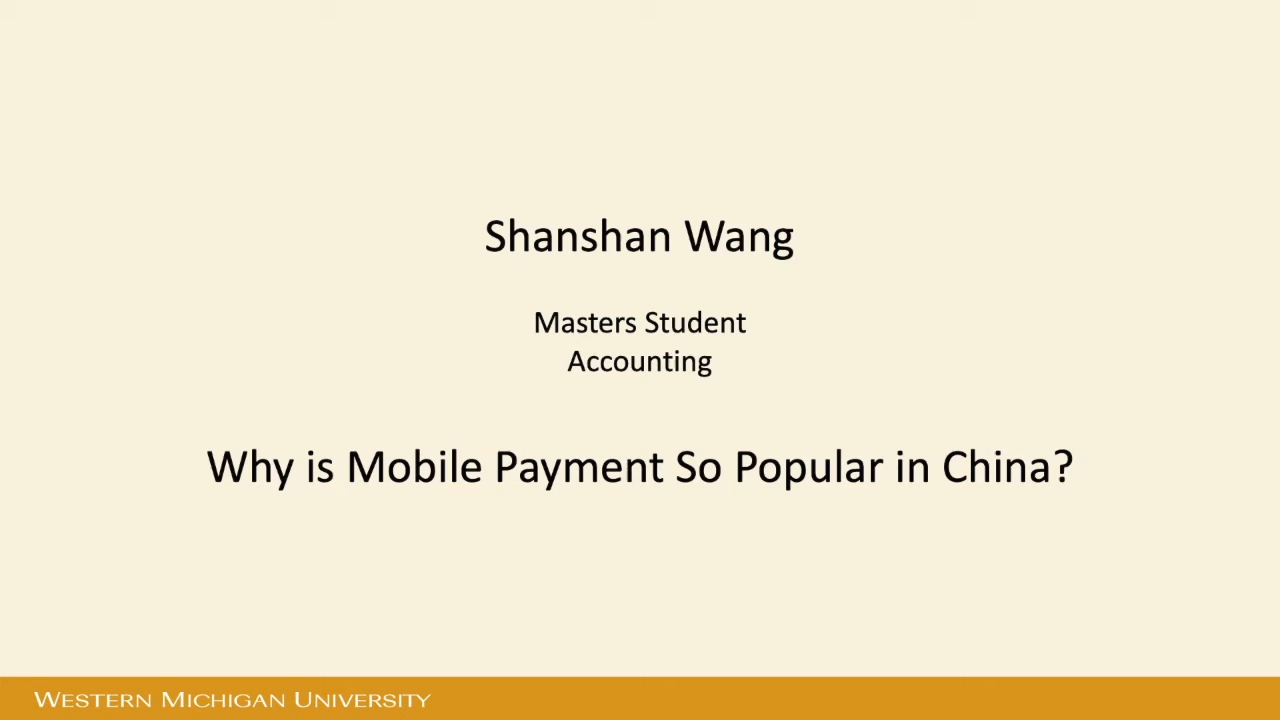 Shanshan Wang
Masters Student
Accounting
Why is Mobile Payment So Popular in China?
WESTERN MICHIGAN UNIVERSITY